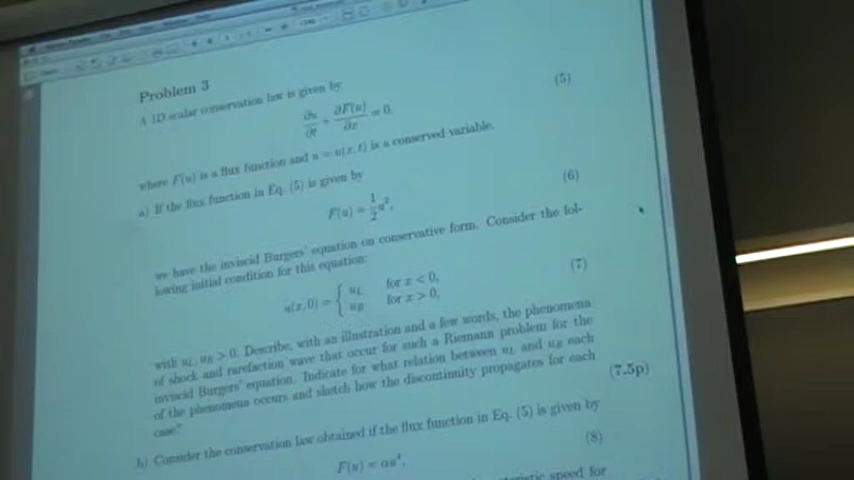 Problem 3
A 1D scalar conservation law is given by
∂u/∂t + ∂F(u)/∂x = 0, (5)
where F(u) is a flux function and u = u(x, t) is a conserved variable.
a) If the flux function in Eq. (5) is given by
F(u) = 1/2 u², (6)
we have the inviscid Burgers' equation on conservative form. Consider the fol-
lowing initial condition for this equation:
u(x, 0) = { u_L for x < 0, (7)
u_R for x > 0,
with u_L, u_R > 0. Describe, with an illustration and a few words, the phenomena
of shock and rarefaction wave that occur for such a Riemann problem for the
inviscid Burgers' equation. Indicate for what relation between u_L and u_R each
of the phenomena occurs and sketch how the discontinuity propagates for each
case. (7.5p)
b) Consider the conservation law obtained if the flux function in Eq. (5) is given by
F(u) = αu⁴, (8)
speed for